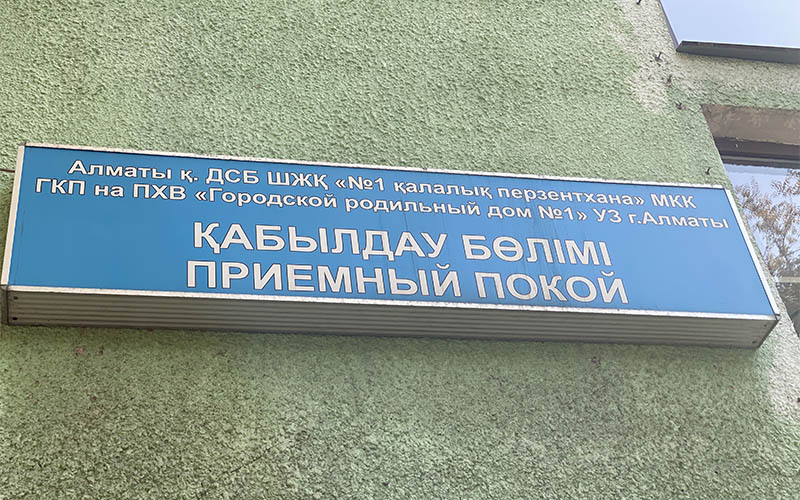 Алматы қ. ДСБ ШЖҚ «№1 қалалық перзентхана» МКК
ГКП на ПХВ «Городской родильный дом №1» УЗ г.Алматы
ҚАБЫЛДАУ БӨЛІМІ
ПРИЕМНЫЙ ПОКОЙ